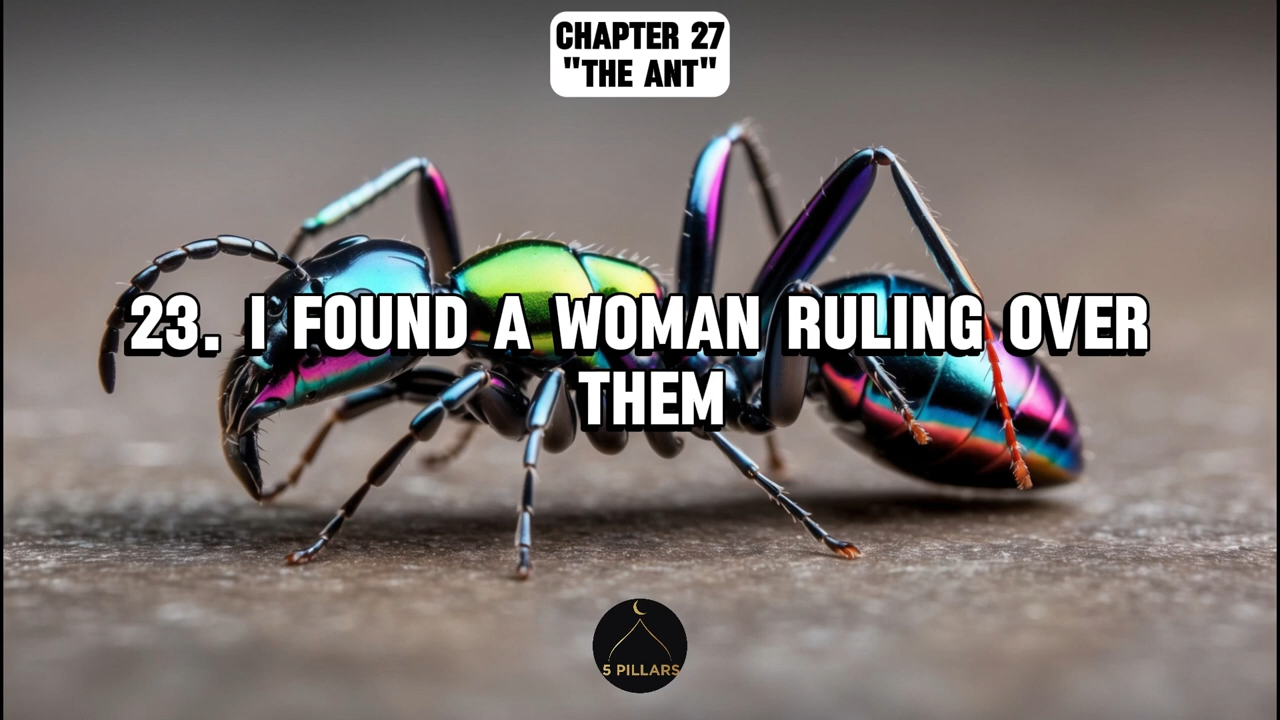 CHAPTER 27
"THE ANT"
23. I FOUND A WOMAN RULING OVER
THEM
5 PILLARS